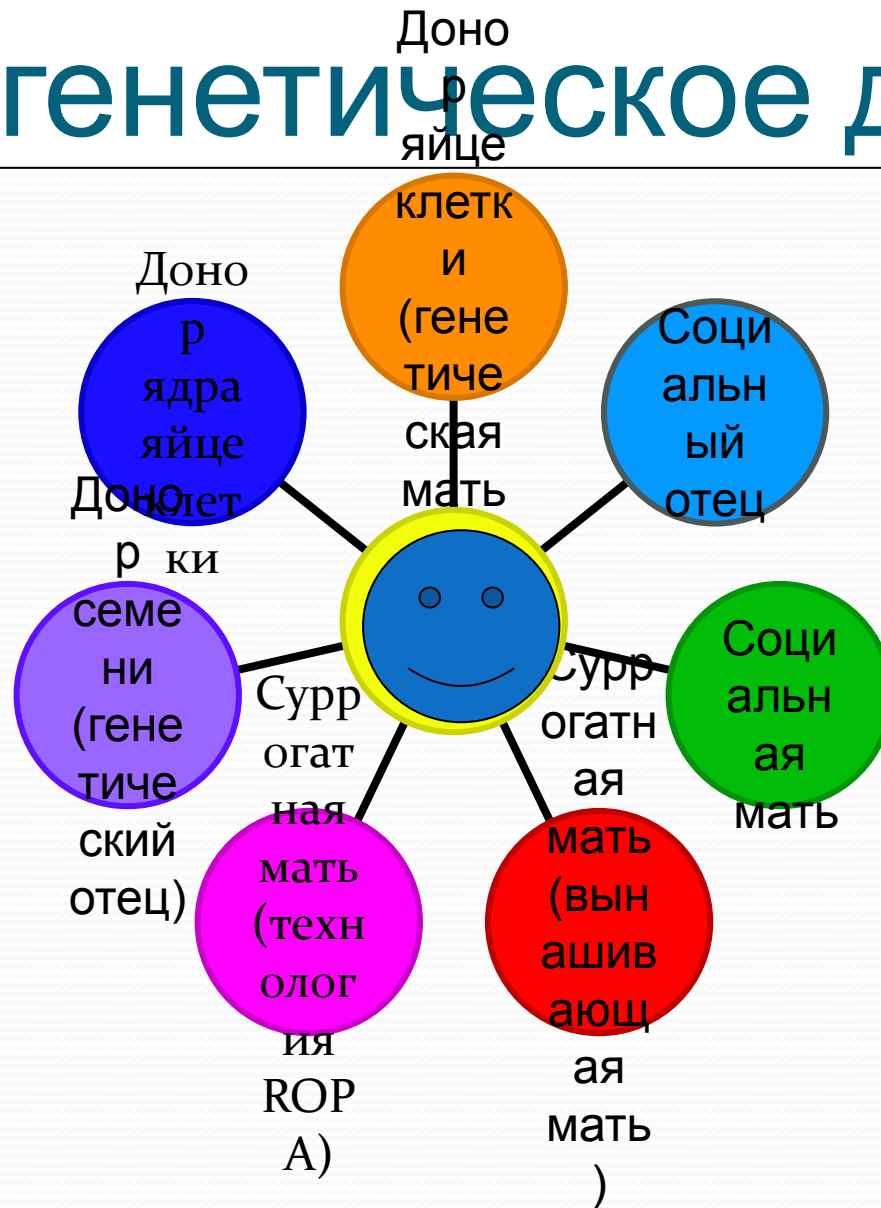 генетическое д
Доно
р
яйце
клетк
и
(гене
тиче
ская
мать
Доно
р
ядра
яйце
клет
ки
Соци
альн
ый
отец
Доно
р
семе
ни
(гене
тиче
ский
отец)
Соци
альн
ая
мать
Сурр
огат
ная
мать
(техн
олог
ия
ROP
A)
Сурр
огатн
ая
мать
(вын
ашив
ающ
ая
мать
)